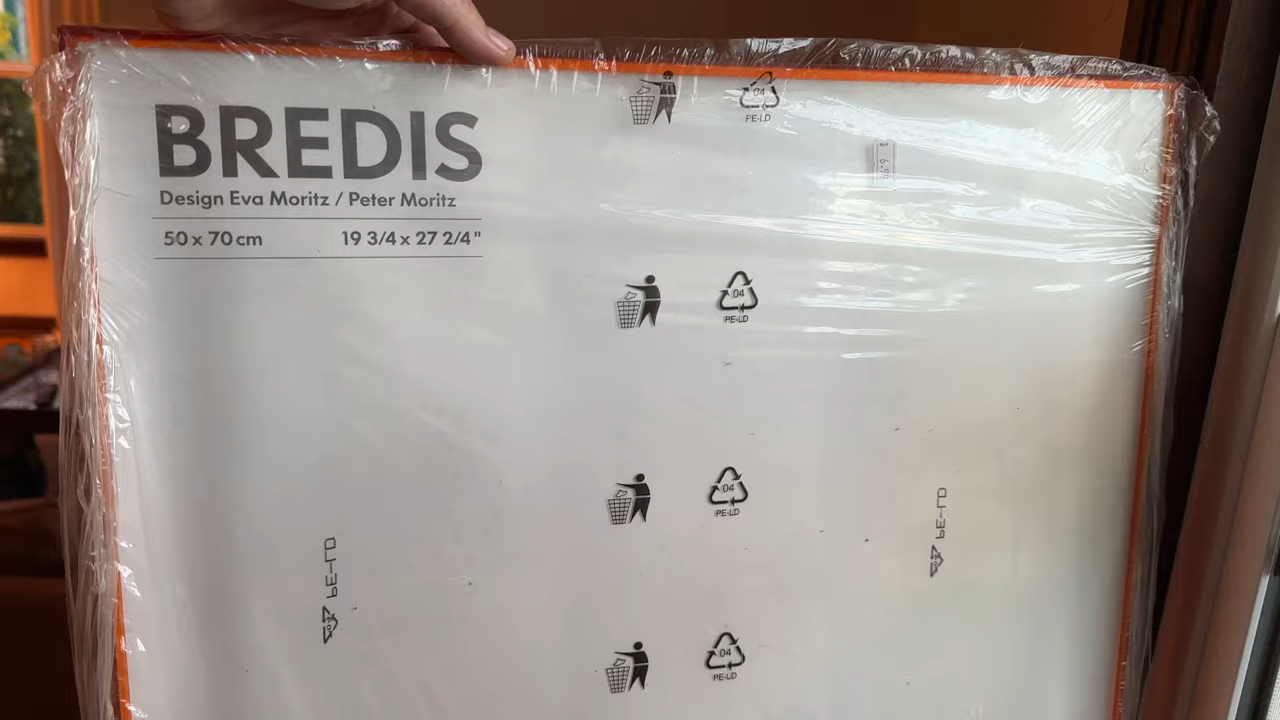 BREDIS
Design Eva Moritz / Peter Moritz
50 x 70 cm 19 3/4 x 27 2/4"
04
PE-LD
04
PE-LD
04
PE-LD
PE-LD
PE-LD
04
PE-LD